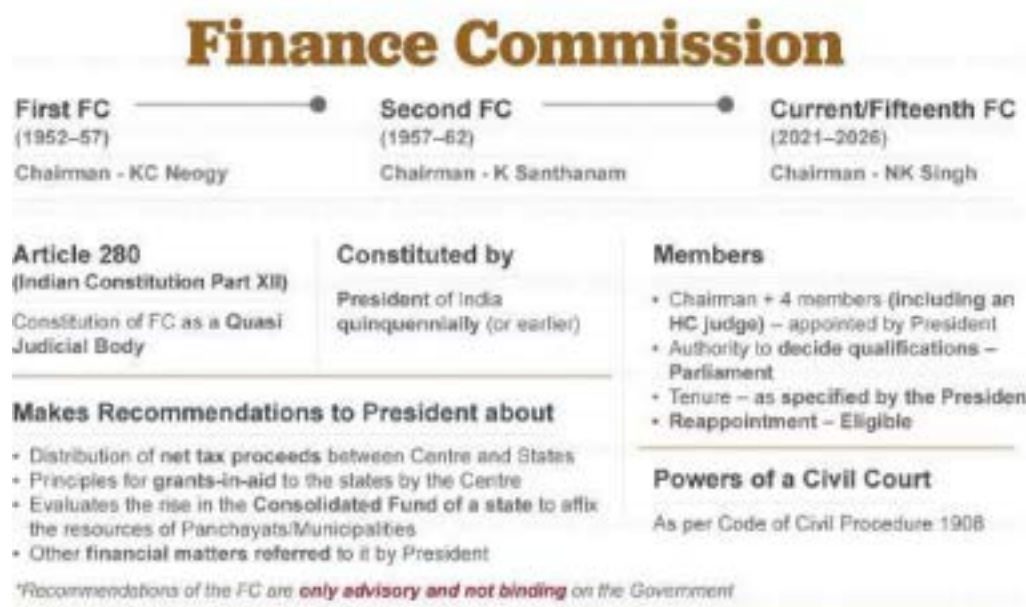 Finance Commission
First FC
(1952–57)
Chairman - KC Neogy
Second FC
(1957–62)
Chairman - K Santhanam
Current/Fifteenth FC
(2021–2026)
Chairman - NK Singh
Article 280
(Indian Constitution Part XII)
Constitution of FC as a Quasi
Judicial Body
Constituted by
President of India
quinquennially (or earlier)
Members
• Chairman + 4 members (including an
HC judge) – appointed by President
• Authority to decide qualifications –
Parliament
• Tenure – as specified by the Presiden
• Reappointment – Eligible
Makes Recommendations to President about
• Distribution of net tax proceeds between Centre and States
• Principles for grants-in-aid to the states by the Centre
• Evaluates the rise in the Consolidated Fund of a state to affix
the resources of Panchayats/Municipalities
• Other financial matters referred to it by President
Powers of a Civil Court
As per Code of Civil Procedure 1908
*Recommendations of the FC are only advisory and not binding on the Government